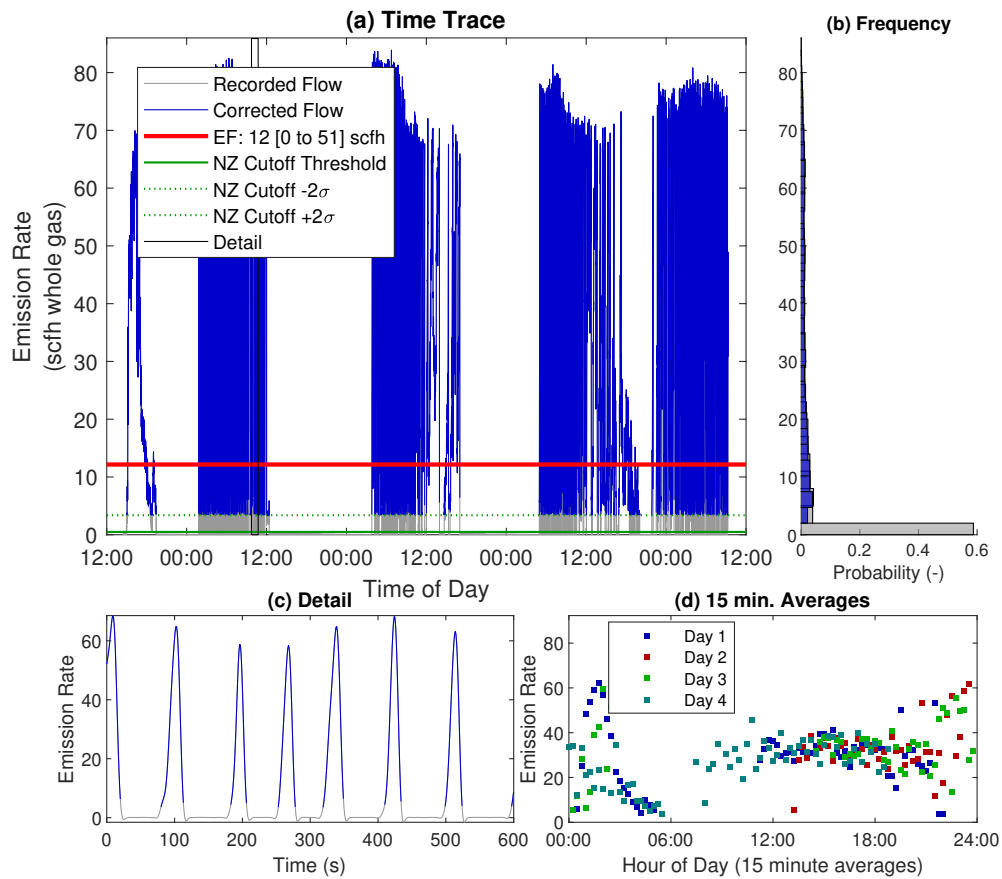 (a) Time Trace
Emission Rate
(scfh whole gas)
80
70
60
50
40
30
20
10
0
Recorded Flow
Corrected Flow
EF: 12 [0 to 51] scfh
NZ Cutoff Threshold
NZ Cutoff -2σ
NZ Cutoff +2σ
Detail
12:00 00:00 12:00 00:00 12:00 00:00 12:00 00:00 12:00
Time of Day
(b) Frequency
80
70
60
50
40
30
20
10
0
0 0.2 0.4 0.6
Probability (-)
(c) Detail
Emission Rate
60
40
20
0
0 100 200 300 400 500 600
Time (s)
(d) 15 min. Averages
Emission Rate
80
60
40
20
0
Day 1
Day 2
Day 3
Day 4
00:00 06:00 12:00 18:00 24:00
Hour of Day (15 minute averages)